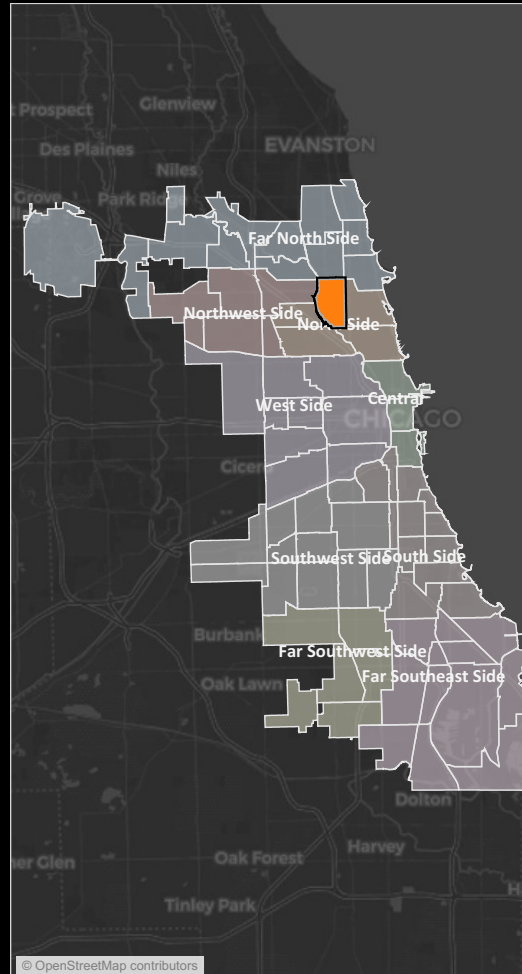 Prospect
Glenview
EVANSTON
Des Plaines
Niles
Grove
Park Ridge
Far North Side
Northwest Side
North Side
Central
West Side
CHICAGO
Cicero
Southwest Side
South Side
Burbank
Far Southwest Side
Far Southeast Side
Oak Lawn
Dolton
Harvey
Oak Forest
er Glen
Tinley Park
© OpenStreetMap contributors